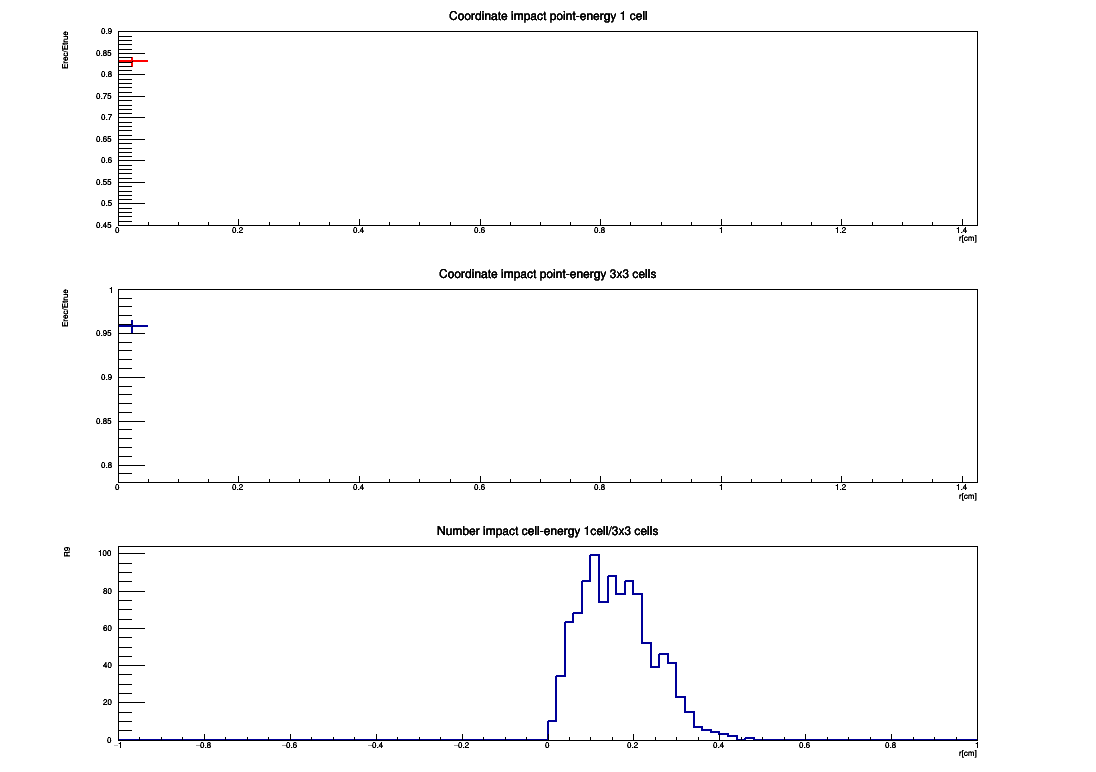 Coordinate impact point-energy 1 cell
Erec/Etrue
0.9
0.85
0.8
0.75
0.7
0.65
0.6
0.55
0.5
0.45
0 0.2 0.4 0.6 0.8 1 1.2 1.4
r[cm]
Coordinate impact point-energy 3x3 cells
Erec/Etrue
1
0.95
0.9
0.85
0.8
0 0.2 0.4 0.6 0.8 1 1.2 1.4
r[cm]
Number impact cell-energy 1cell/3x3 cells
R9
100
80
60
40
20
0
−1 −0.8 −0.6 −0.4 −0.2 0 0.2 0.4 0.6 0.8 1
r[cm]